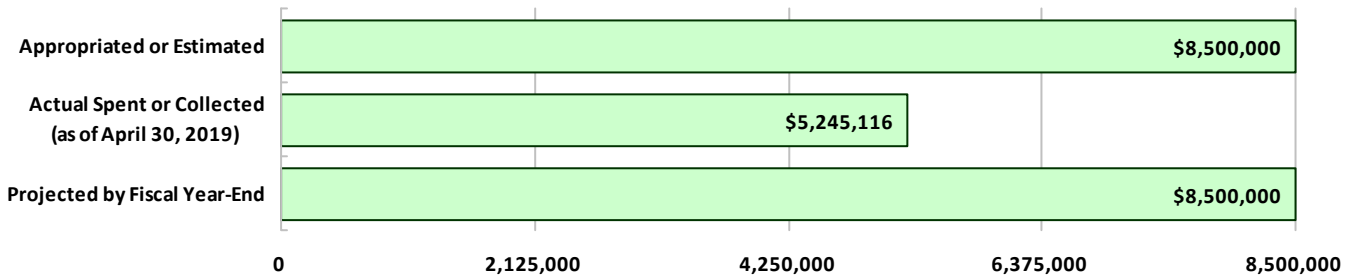 Appropriated or Estimated
$8,500,000
Actual Spent or Collected
(as of April 30, 2019)
$5,245,116
Projected by Fiscal Year-End
$8,500,000
0 2,125,000 4,250,000 6,375,000 8,500,000